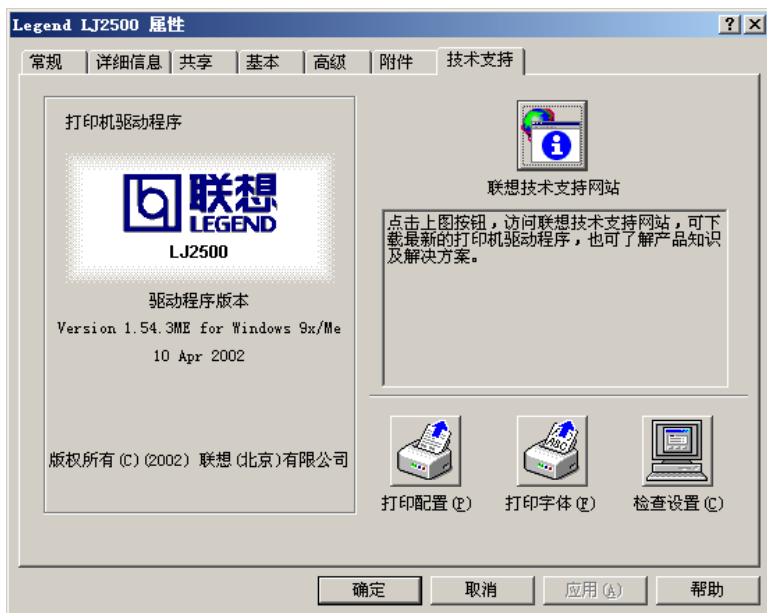 Legend LJ2500 属性
常规 详细信息 共享 基本 高级 附件 技术支持
打印机驱动程序
联想
LEGEND
LJ2500
驱动程序版本
Version 1.54.3ME for Windows 9x/Me
10 Apr 2002
版权所有(C)(2002) 联想(北京)有限公司
联想技术支持网站
点击上图按钮，访问联想技术支持网站，可下
载最新的打印机驱动程序，也可了解产品知识
及解决方案。
打印配置(P) 打印字体(F) 检查设置(C)
确定 取消 应用(A) 帮助